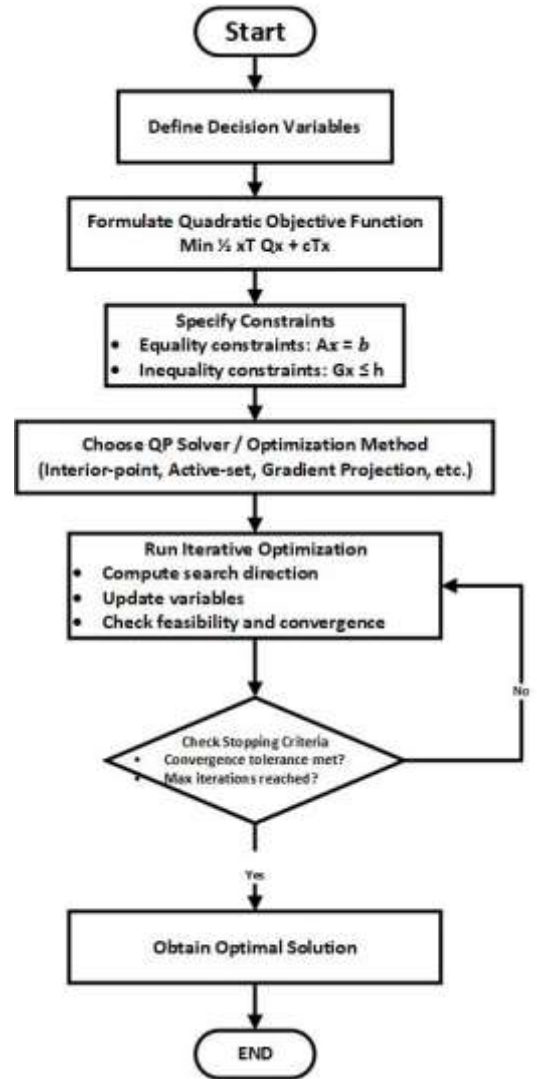 Start
Define Decision Variables
Formulate Quadratic Objective Function
Min ½ xT Qx + cTx
Specify Constraints
• Equality constraints: Ax = b
• Inequality constraints: Gx ≤ h
Choose QP Solver / Optimization Method
(Interior-point, Active-set, Gradient Projection, etc.)
Run Iterative Optimization
• Compute search direction
• Update variables
• Check feasibility and convergence
No
Check Stopping Criteria
• Convergence tolerance met?
• Max iterations reached?
Yes
Obtain Optimal Solution
END